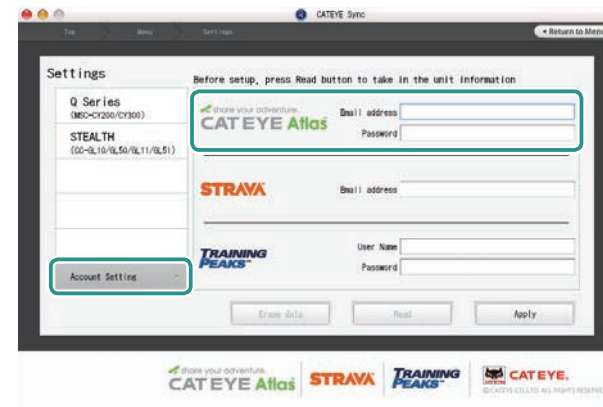 CATEYE Sync
Top Menu Settings
Return to Menu
Settings
Before setup, press Read button to take in the unit information
Q Series
(MSC-CY200/CY300)
STEALTH
(CC-GL10/GL50/GL11/GL51)
Account Setting
share your adventure.
CATEYE Atlas
Email address
Password
STRAVA
Email address
TRAINING
PEAKS
User Name
Password
Erase data Read Apply
share your adventure.
CATEYE Atlas STRAVA TRAINING
PEAKS
CATEYE.